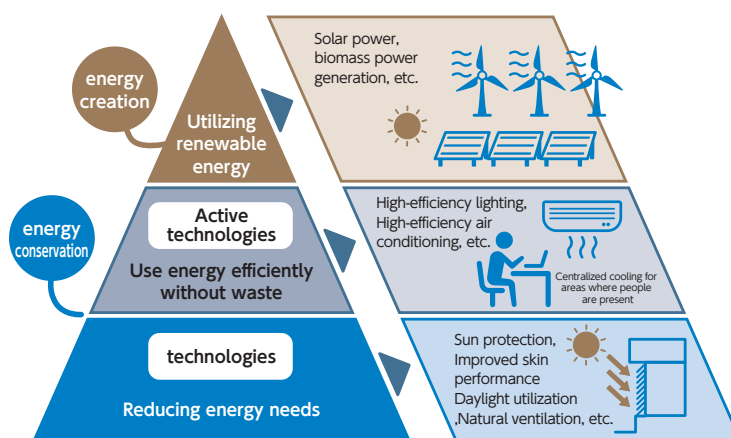 energy
creation
Utilizing
renewable
energy
Solar power,
biomass power
generation, etc.
energy
conservation
Active
technologies
Use energy efficiently
without waste
High-efficiency lighting,
High-efficiency air
conditioning, etc.
Centralized cooling for
areas where people
are present
technologies
Reducing energy needs
Sun protection,
Improved skin
performance
Daylight utilization
,Natural ventilation, etc.